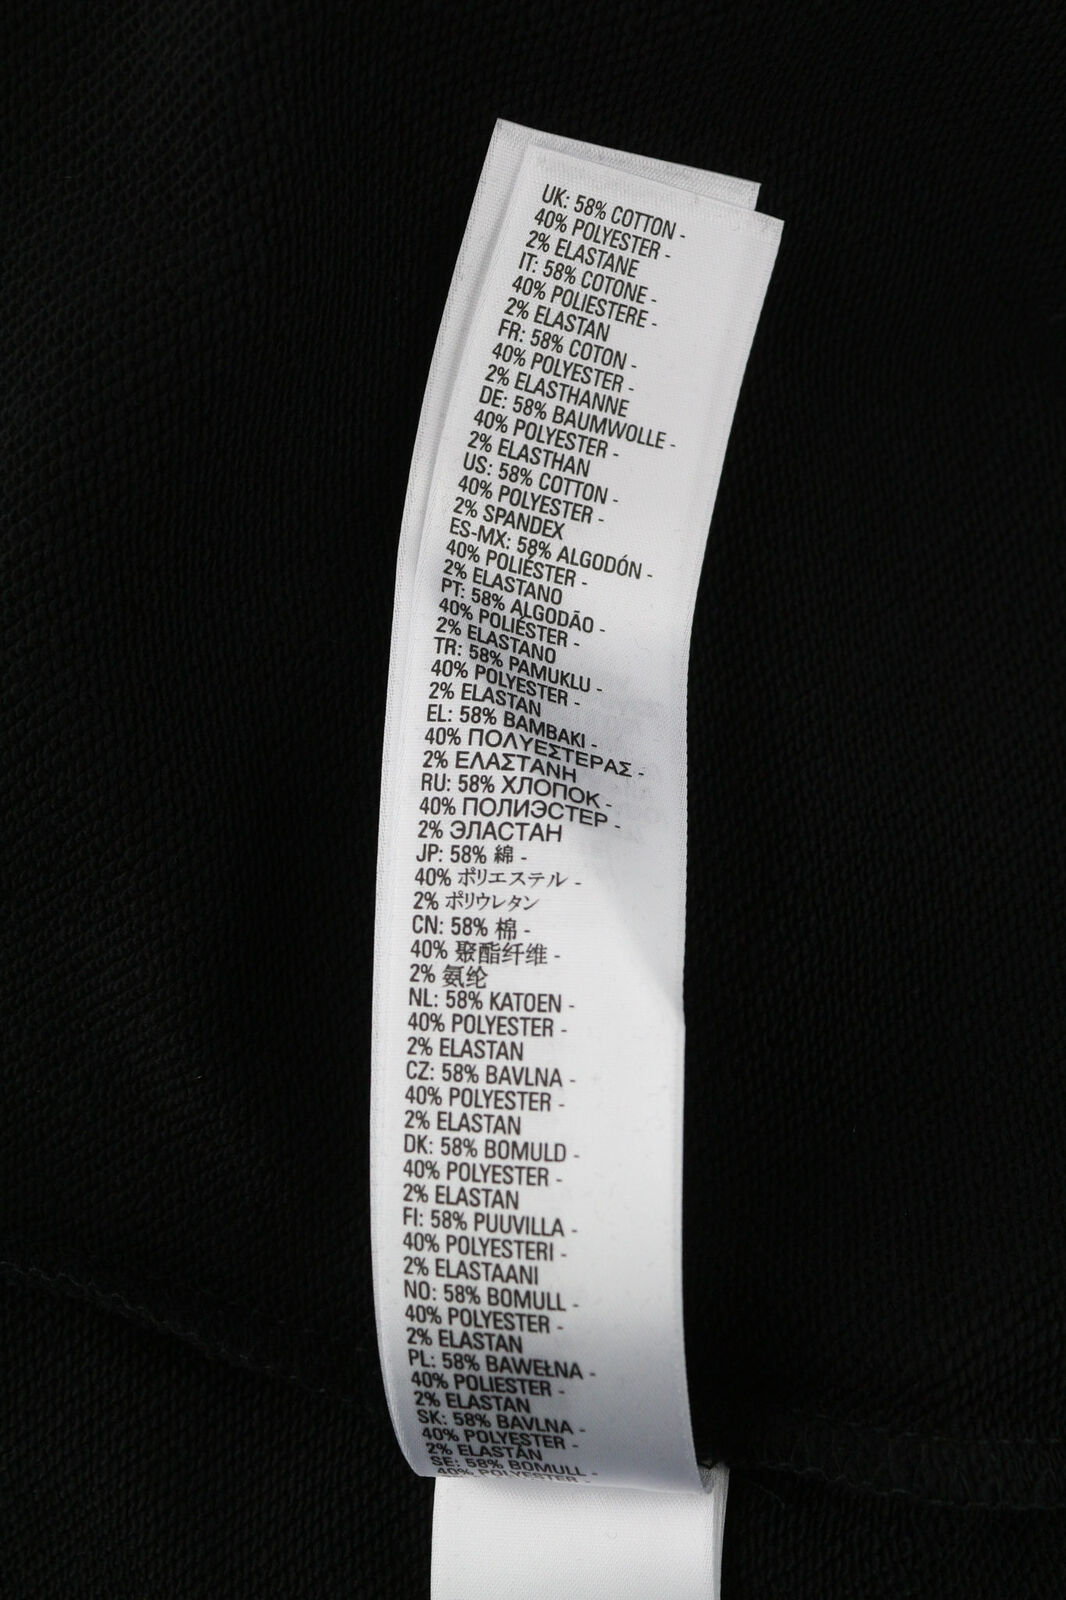 UK: 58% COTTON -
40% POLYESTER -
2% ELASTANE
IT: 58% COTONE -
40% POLIESTERE -
2% ELASTAN
FR: 58% COTON -
40% POLYESTER -
2% ELASTHANNE
DE: 58% BAUMWOLLE -
40% POLYESTER -
2% ELASTHAN
US: 58% COTTON -
40% POLYESTER -
2% SPANDEX
ES-MX: 58% ALGODÓN -
40% POLIÉSTER -
2% ELASTANO
PT: 58% ALGODÃO -
40% POLIÉSTER -
2% ELASTANO
TR: 58% PAMUKLU -
40% POLYESTER -
2% ELASTAN
EL: 58% BAMBAKI -
40% ΠΟΛΥΕΣΤΕΡΑΣ -
2% ΕΛΑΣΤΑΝΗ
RU: 58% ХЛОПОК -
40% ПОЛИЭСТЕР -
2% ЭЛАСТАН
JP: 58% 綿 -
40% ポリエステル -
2% ポリウレタン
CN: 58% 棉 -
40% 聚酯纤维 -
2% 氨纶
NL: 58% KATOEN -
40% POLYESTER -
2% ELASTAN
CZ: 58% BAVLNA -
40% POLYESTER -
2% ELASTAN
DK: 58% BOMULD -
40% POLYESTER -
2% ELASTAN
FI: 58% PUUVILLA -
40% POLYESTERI -
2% ELASTAANI
NO: 58% BOMULL -
40% POLYESTER -
2% ELASTAN
PL: 58% BAWEŁNA -
40% POLIESTER -
2% ELASTAN
SK: 58% BAVLNA -
40% POLYESTER -
2% ELASTÅN
SE: 58% BOMULL -
40% POLYESTER -